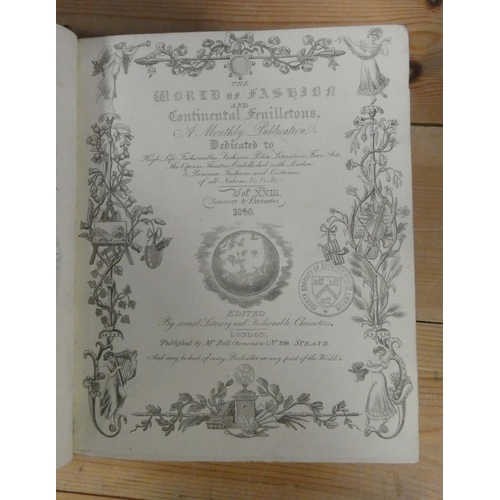 THE
WORLD OF FASHION
AND
Continental Feuilletons,
A Monthly Publication,
Dedicated to
High Life, Fashionables, Fashions, Polite Literature, Fine Arts
The Opera, Theatres, Embellished with London
& Parisian Fashions and Costumes
of all Nations &c. &c. &c.
Vol. XXIII.
January to December
EDITED
By several Literary and Fashionable Characters,
LONDON,
Published by Mr. Bell (Removed to) No. 299, STRAND
And may be had of every Bookseller in any part of the World.